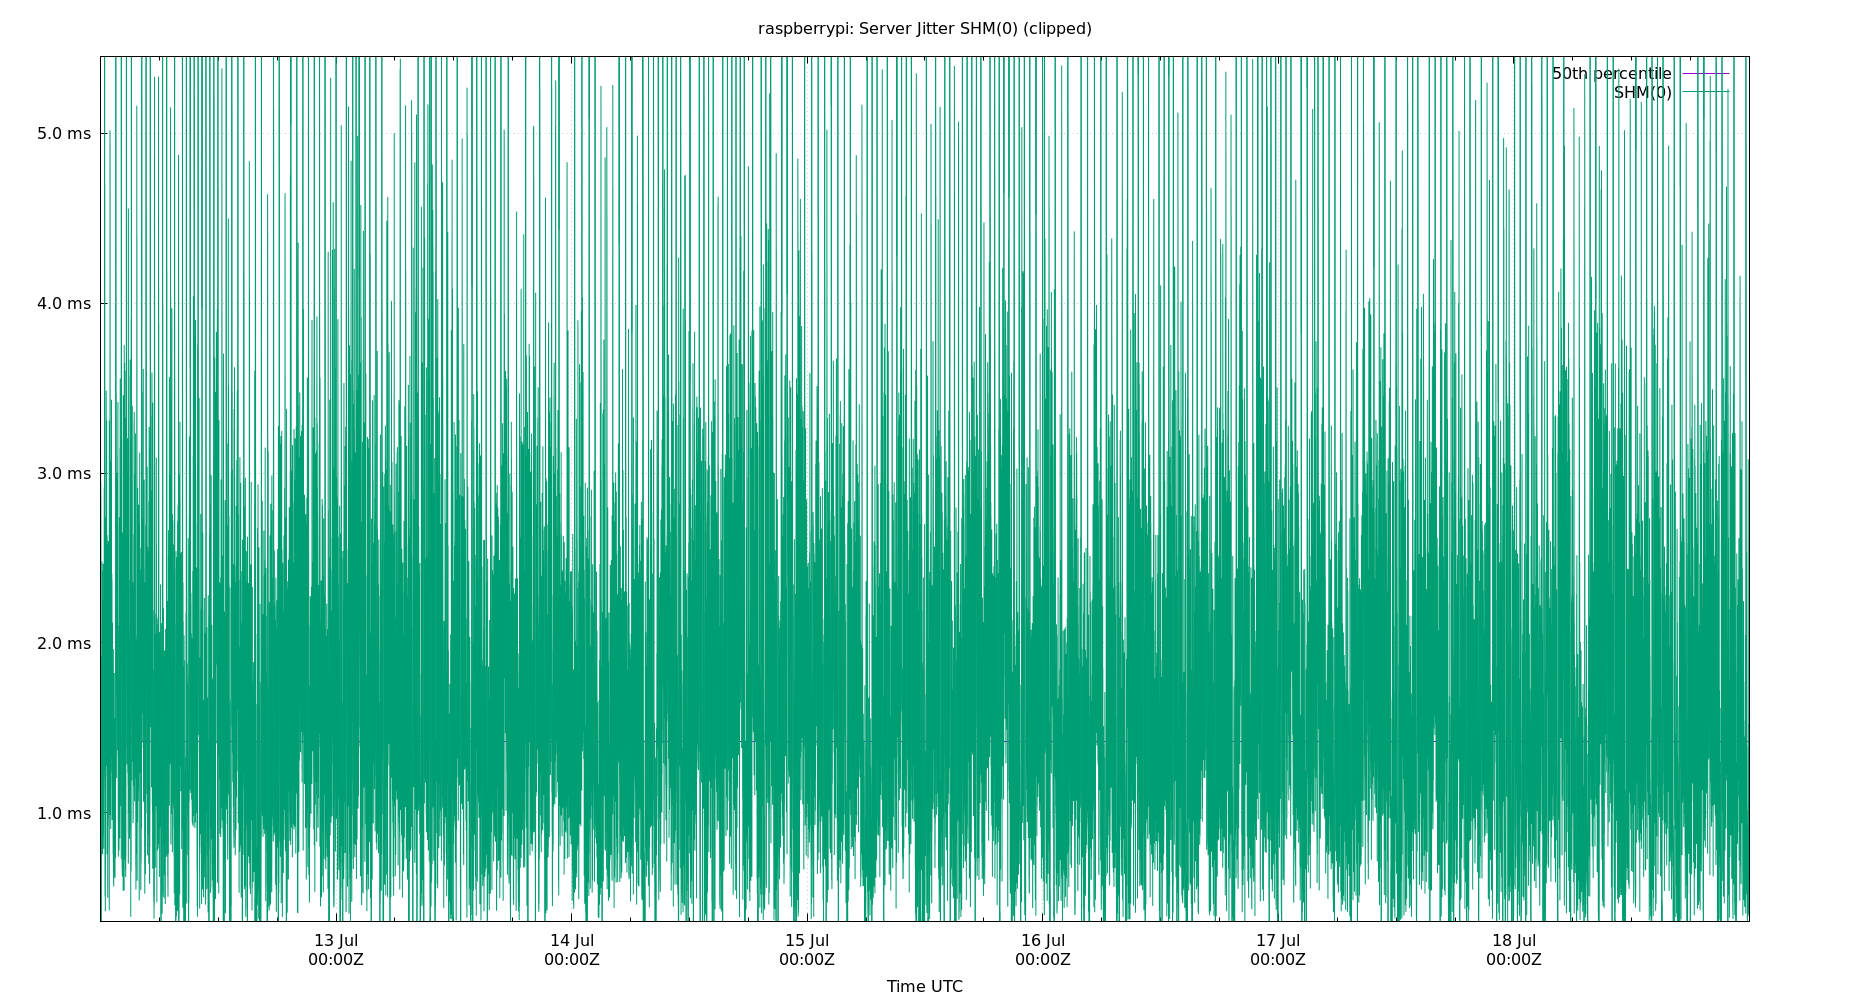 raspberrypi: Server Jitter SHM(0) (clipped)
50th percentile
SHM(0)
5.0 ms
4.0 ms
3.0 ms
2.0 ms
1.0 ms
13 Jul 14 Jul 15 Jul 16 Jul 17 Jul 18 Jul
00:00Z 00:00Z 00:00Z 00:00Z 00:00Z 00:00Z
Time UTC